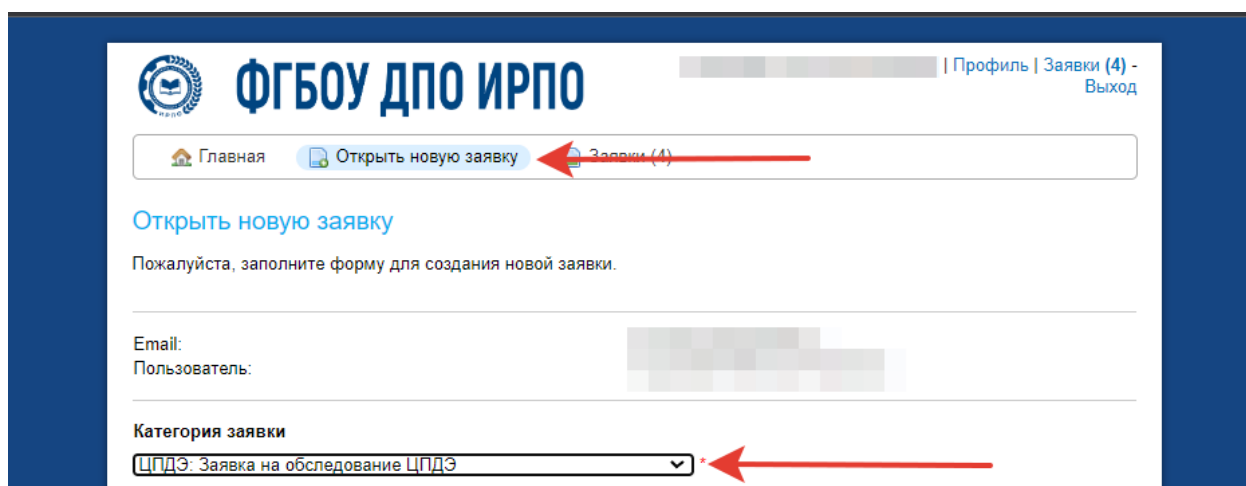 ФГБОУ ДПО ИРПО
| Профиль | Заявки (4) -
Выход
ИРПО
Главная
Открыть новую заявку
Заявки (4)
Открыть новую заявку
Пожалуйста, заполните форму для создания новой заявки.
Email:
Пользователь:
Категория заявки
ЦПДЭ: Заявка на обследование ЦПДЭ
*